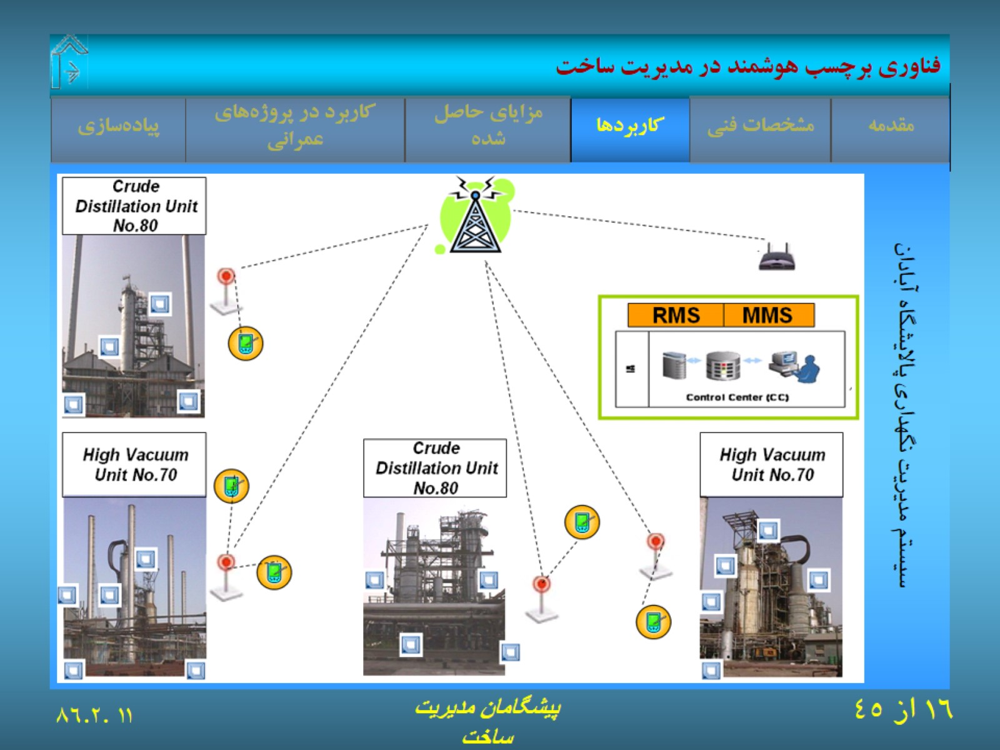 فناوری برچسب هوشمند در مدیریت ساخت
مقدمه
مشخصات فنی
کاربردها
مزایای حاصل
شده
کاربرد در پروژه‌های
عمرانی
پیاده‌سازی
سیستم مدیریت نگهداری پالایشگاه آبادان
Crude
Distillation Unit
No.80
RMS
MMS
Control Center (CC)
High Vacuum
Unit No.70
Crude
Distillation Unit
No.80
High Vacuum
Unit No.70
۱۶ از ۴۵
پیشگامان مدیریت
ساخت
۸۶.۲.۱۱